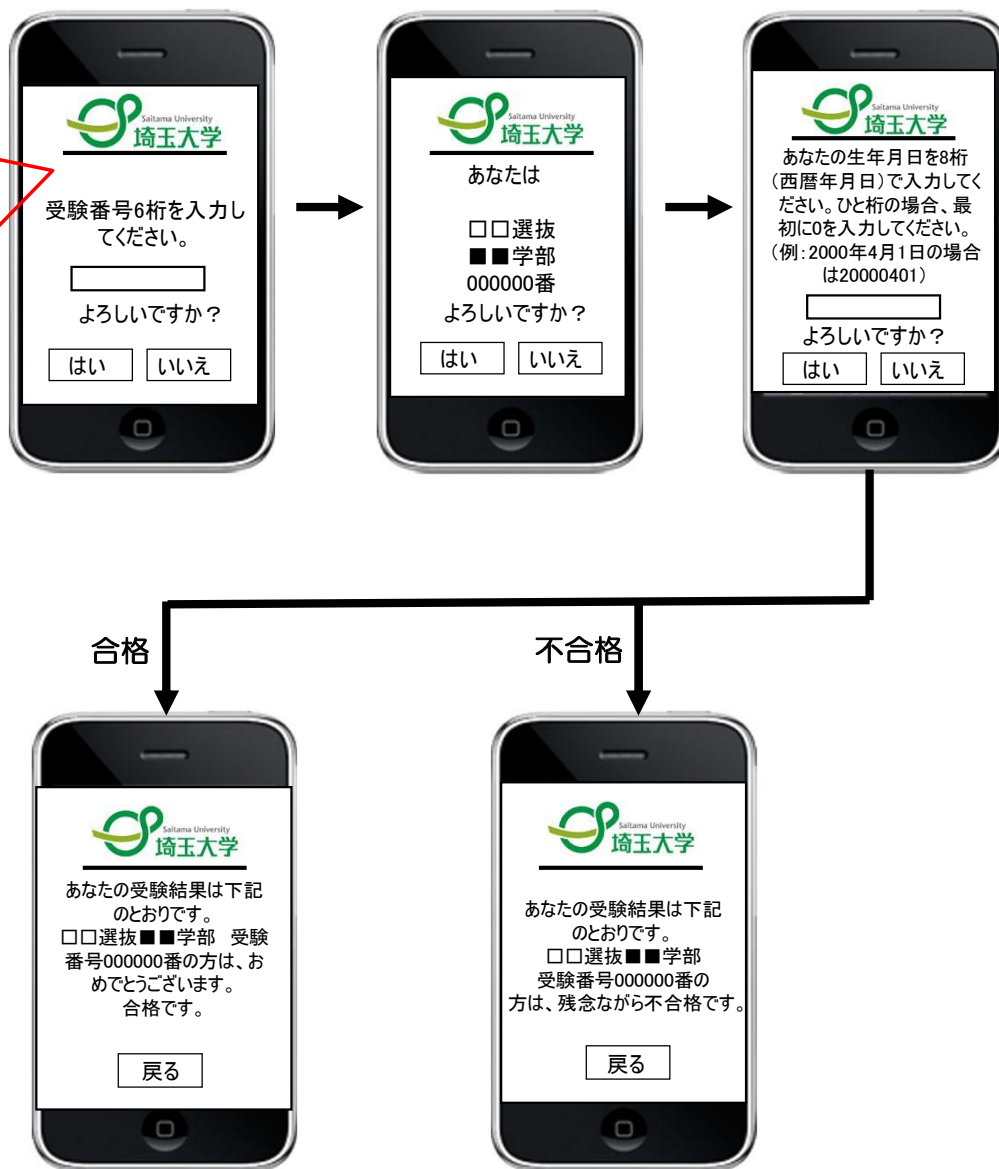 Saitama University
埼玉大学
受験番号6桁を入力し
てください。
よろしいですか？
はい
いいえ
Saitama University
埼玉大学
あなたは
□□選抜
■■学部
000000番
よろしいですか？
はい
いいえ
Saitama University
埼玉大学
あなたの生年月日を8桁
（西暦年月日）で入力してく
ださい。ひと桁の場合、最
初に0を入力してください。
（例：2000年4月1日の場合
は20000401）
よろしいですか？
はい
いいえ
合格
不合格
Saitama University
埼玉大学
あなたの受験結果は下記
のとおりです。
□□選抜■■学部　受験
番号000000番の方は、お
めでとうございます。
合格です。
戻る
Saitama University
埼玉大学
あなたの受験結果は下記
のとおりです。
□□選抜■■学部
受験番号000000番の
方は、残念ながら不合格です。
戻る